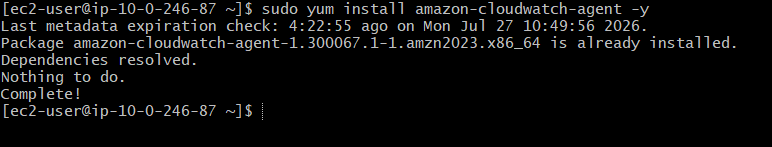 [ec2-user@ip-10-0-246-87 ~]$ sudo yum install amazon-cloudwatch-agent -y
Last metadata expiration check: 4:22:55 ago on Mon Jul 27 10:49:56 2026.
Package amazon-cloudwatch-agent-1.300067.1-1.amzn2023.x86_64 is already installed.
Dependencies resolved.
Nothing to do.
Complete!
[ec2-user@ip-10-0-246-87 ~]$